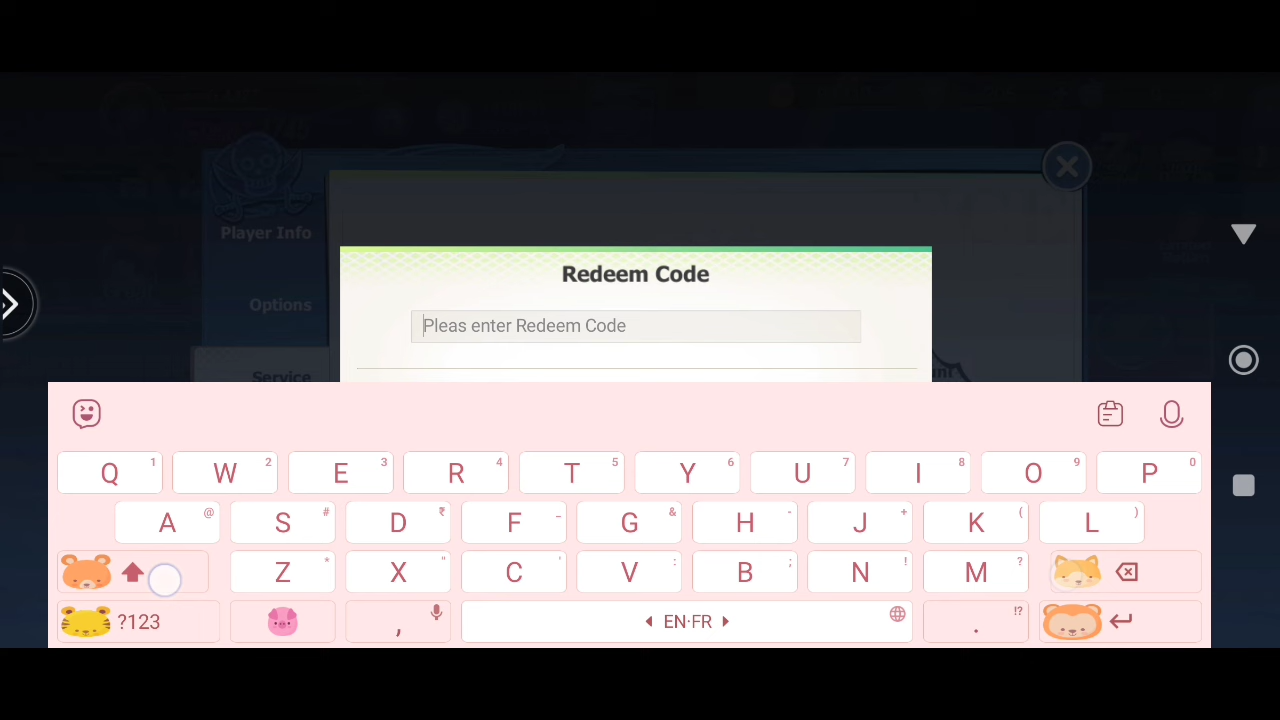 Player Info
Options
Service
Redeem Code
Pleas enter Redeem Code
Q 1 W 2 E 3 R 4 T 5 Y 6 U 7 I 8 O 9 P 0
A @ S # D ₹ F _ G & H - J + K ( L )
Z * X " C ' V : B ; N ! M ?
?123 , EN·FR . !?